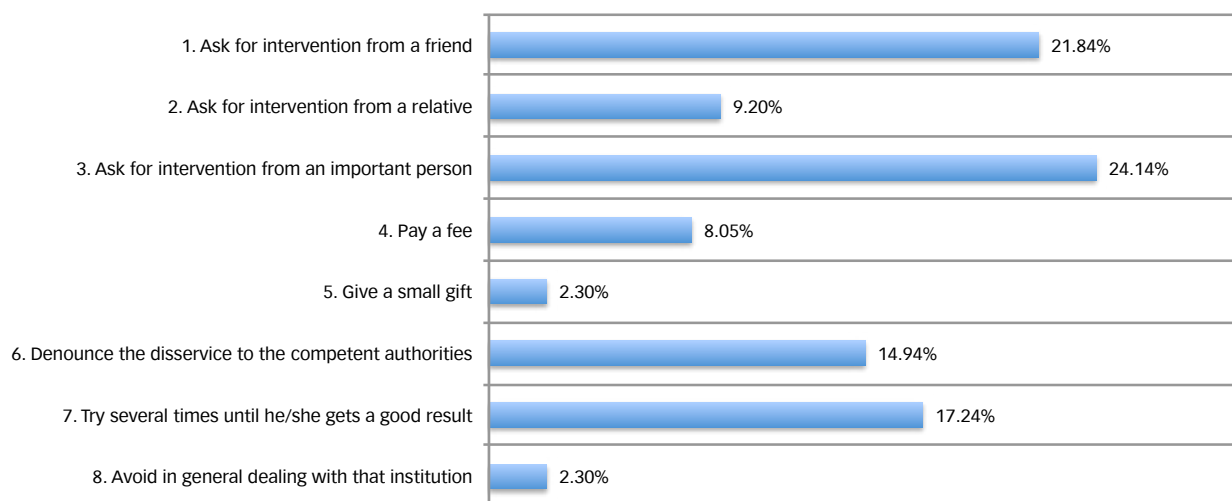 1. Ask for intervention from a friend 21.84%
2. Ask for intervention from a relative 9.20%
3. Ask for intervention from an important person 24.14%
4. Pay a fee 8.05%
5. Give a small gift 2.30%
6. Denounce the disservice to the competent authorities 14.94%
7. Try several times until he/she gets a good result 17.24%
8. Avoid in general dealing with that institution 2.30%